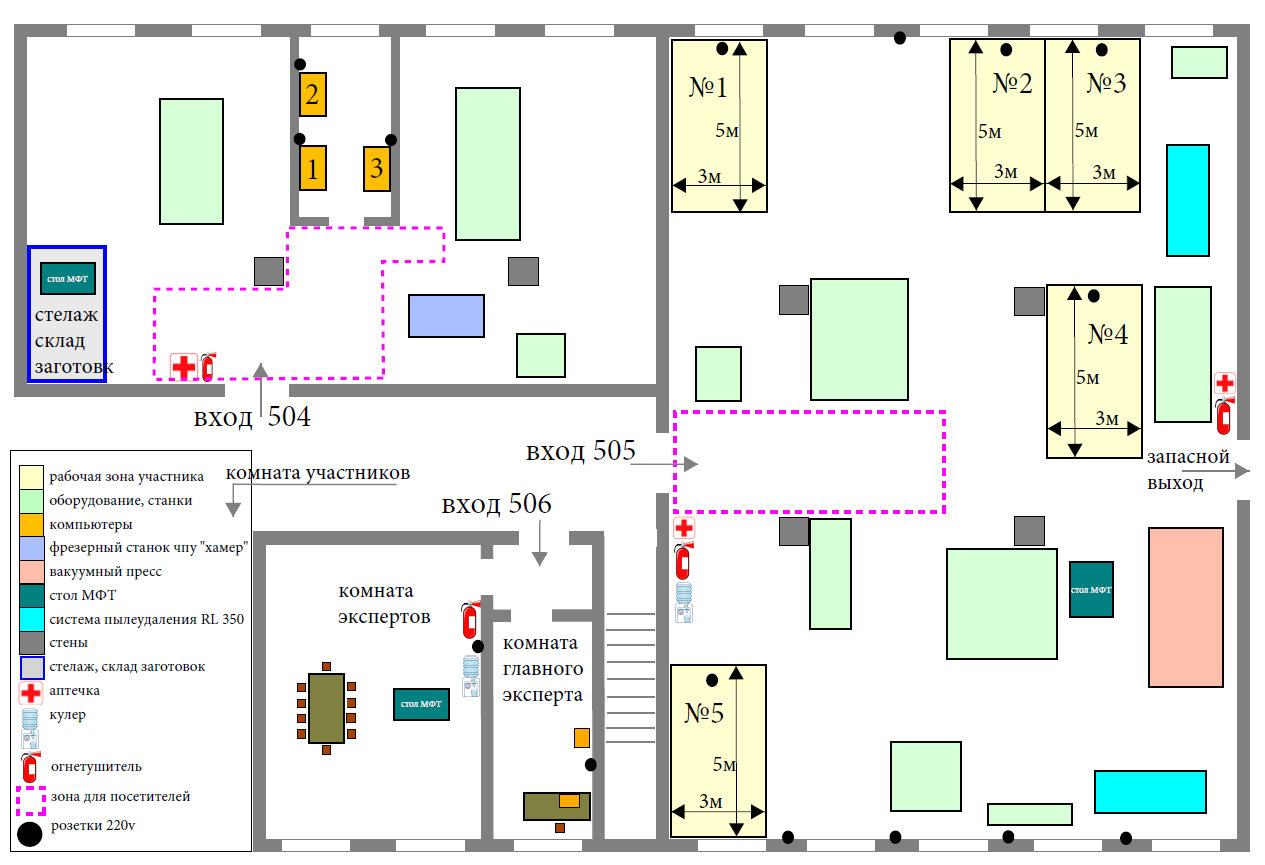 2
1
3
стол МФТ
стелаж
склад
заготовк
вход 504
№1
5м
3м
№2
5м
3м
№3
5м
3м
№4
5м
3м
вход 505
запасной
выход
комната участников
вход 506
рабочая зона участника
оборудование, станки
компьютеры
фрезерный станок чпу "хамер"
вакуумный пресс
стол МФТ
система пылеудаления RL 350
стены
стелаж, склад заготовок
аптечка
кулер
огнетушитель
зона для посетителей
розетки 220v
комната
экспертов
стол МФТ
комната
главного
эксперта
стол МФТ
№5
5м
3м